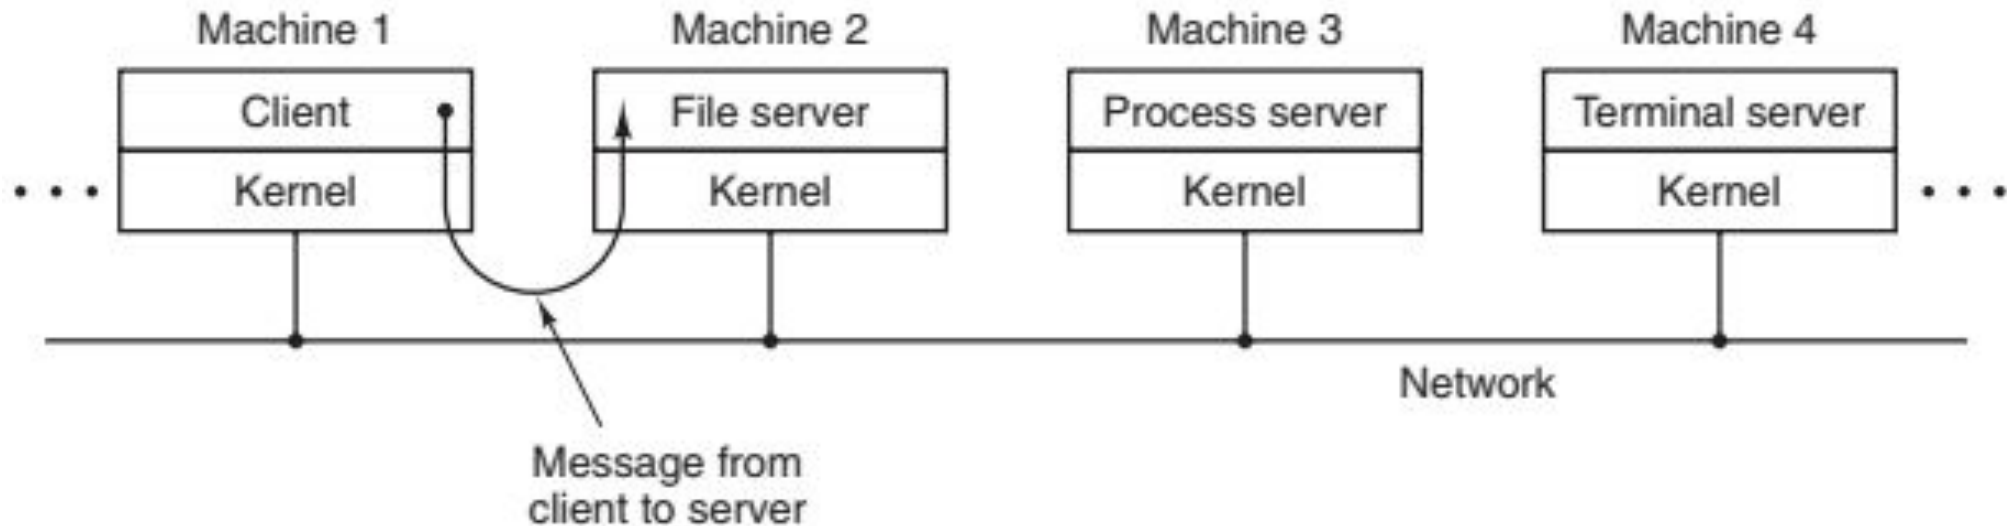 Machine 1
Machine 2
Machine 3
Machine 4
Client
File server
Process server
Terminal server
Kernel
Kernel
Kernel
Kernel
Network
Message from
client to server